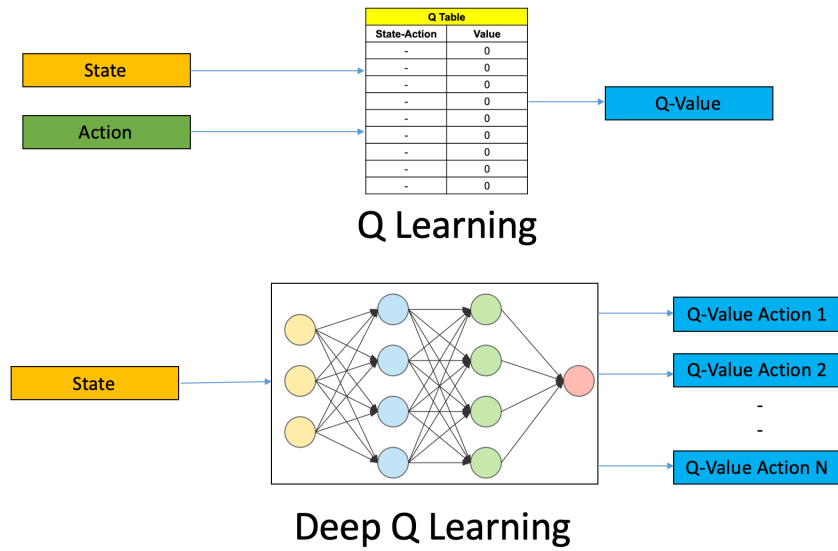 Q Table
State-Action Value
- 0
- 0
- 0
- 0
- 0
- 0
- 0
- 0
- 0
State
Action
Q-Value
Q Learning
State
Q-Value Action 1
Q-Value Action 2
-
-
Q-Value Action N
Deep Q Learning